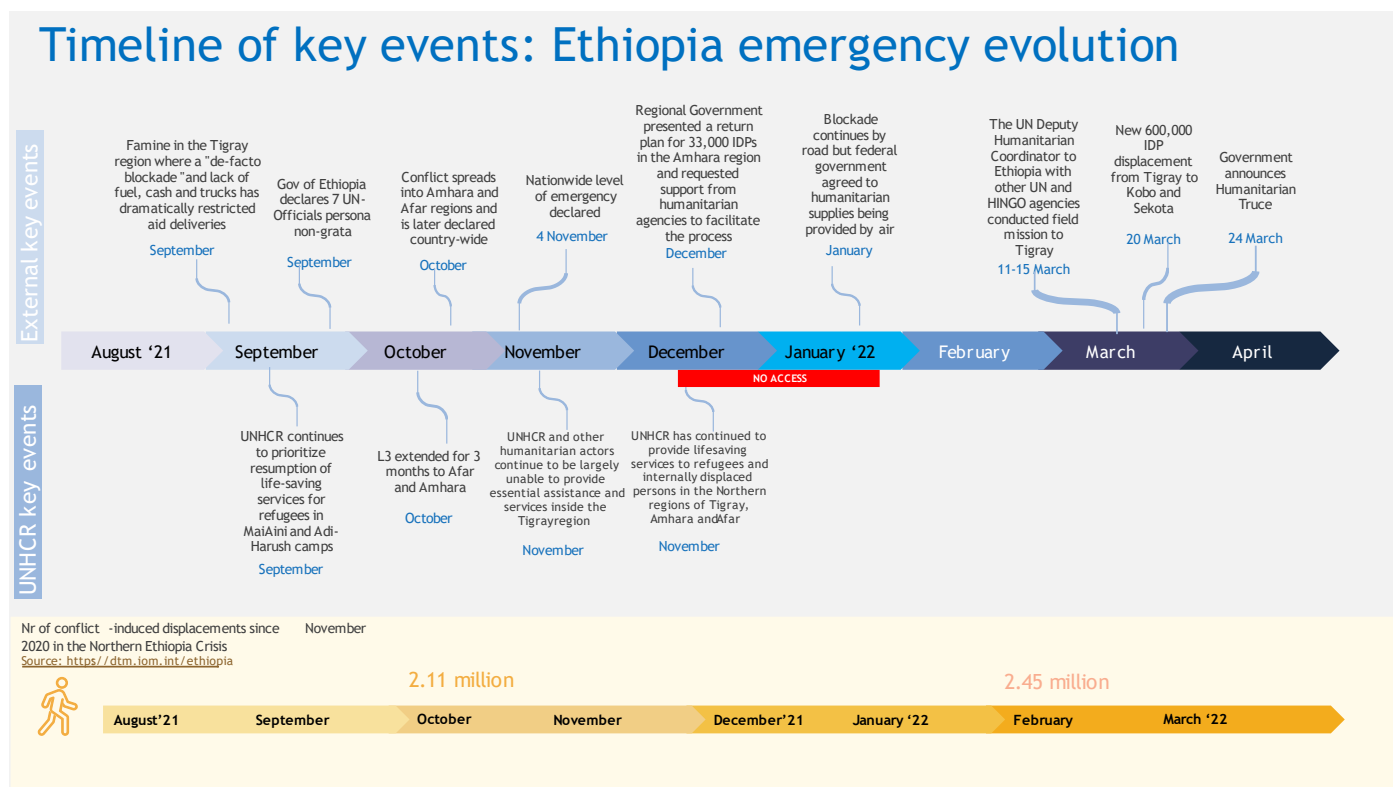 Timeline of key events: Ethiopia emergency evolution
External key events
Famine in the Tigray
region where a "de-facto
blockade "and lack of
fuel, cash and trucks has
dramatically restricted
aid deliveries
September
Gov of Ethiopia
declares 7 UN-
Officials persona
non-grata
September
Conflict spreads
into Amhara and
Afar regions and
is later declared
country-wide
October
Nationwide level
of emergency
declared
4 November
Regional Government
presented a return
plan for 33,000 IDPs
in the Amhara region
and requested
support from
humanitarian
agencies to facilitate
the process
December
Blockade
continues by
road but federal
government
agreed to
humanitarian
supplies being
provided by air
January
The UN Deputy
Humanitarian
Coordinator to
Ethiopia with
other UN and
HINGO agencies
conducted field
mission to
Tigray
11-15 March
New 600,000
IDP
displacement
from Tigray to
Kobo and
Sekota
20 March
Government
announces
Humanitarian
Truce
24 March
August ‘21
September
October
November
December
January ‘22
February
March
April
NO ACCESS
UNHCR key events
UNHCR continues
to prioritize
resumption of
life-saving
services for
refugees in
MaiAini and Adi-
Harush camps
September
L3 extended for 3
months to Afar
and Amhara
October
UNHCR and other
humanitarian actors
continue to be largely
unable to provide
essential assistance and
services inside the
Tigrayregion
November
UNHCR has continued to
provide lifesaving
services to refugees and
internally displaced
persons in the Northern
regions of Tigray,
Amhara andAfar
November
Nr of conflict -induced displacements since November
2020 in the Northern Ethiopia Crisis
Source: https//dtm.iom.int/ethiopia
2.11 million
2.45 million
August’21
September
October
November
December’21
January ‘22
February
March ‘22